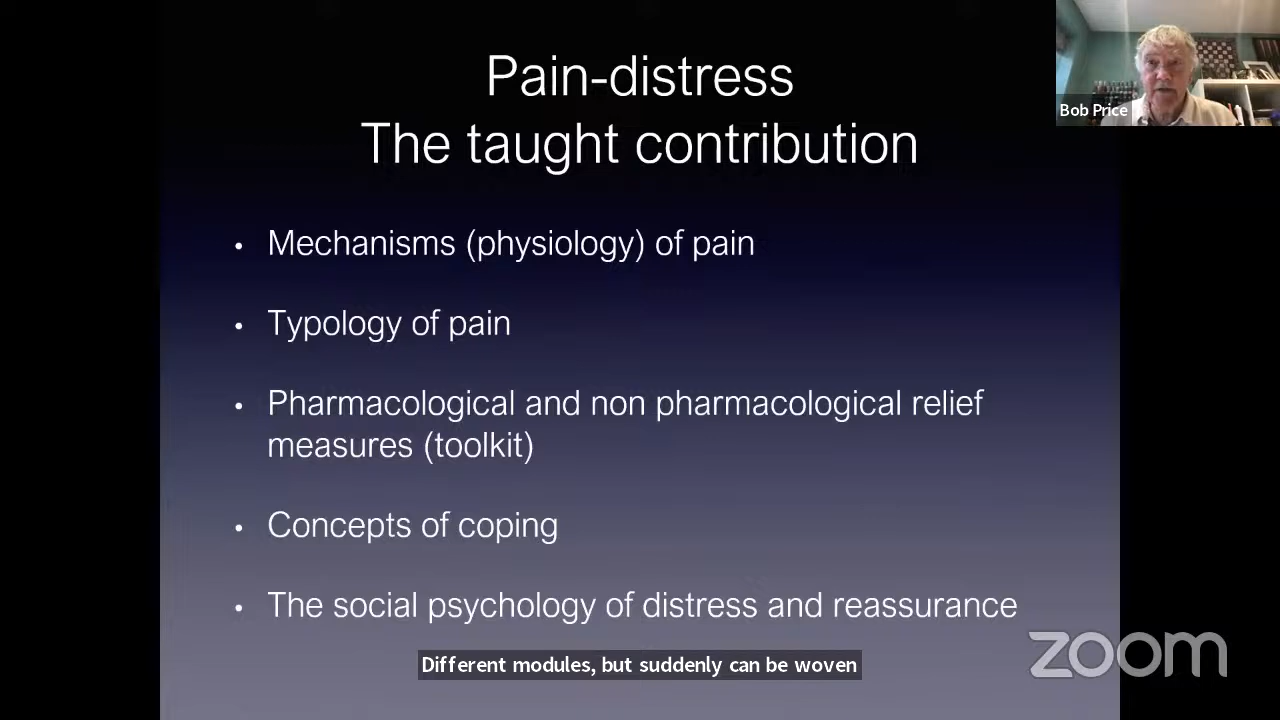 Pain-distress
The taught contribution
Bob Price
• Mechanisms (physiology) of pain
• Typology of pain
• Pharmacological and non pharmacological relief
measures (toolkit)
• Concepts of coping
• The social psychology of distress and reassurance
zoom
Different modules, but suddenly can be woven